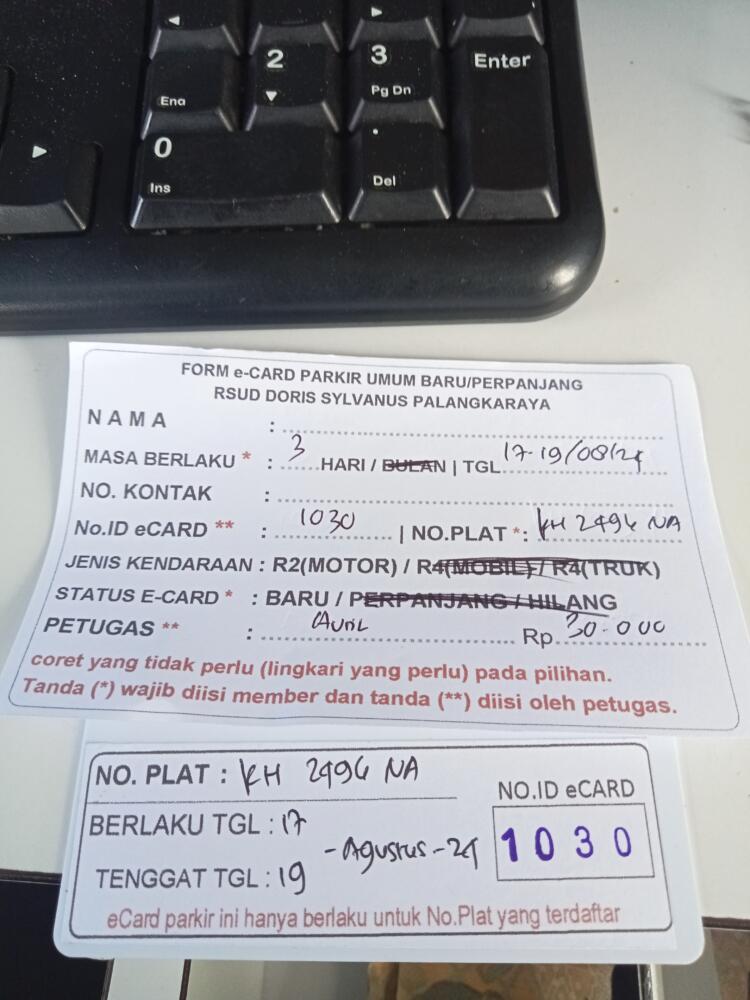 2
3
Enter
End
Pg Dn
0
Ins
.
Del
FORM e-CARD PARKIR UMUM BARU/PERPANJANG
RSUD DORIS SYLVANUS PALANGKARAYA
NAMA :
MASA BERLAKU * : 3 HARI / BULAN | TGL 17-19/08/24
NO. KONTAK :
No.ID eCARD ** : 1030 | NO.PLAT *: KH 2494 NA
JENIS KENDARAAN : R2(MOTOR) / R4(MOBIL) / R4(TRUK)
STATUS E-CARD * : BARU / PERPANJANG / HILANG
PETUGAS ** : Auril Rp. 30.000
coret yang tidak perlu (lingkari yang perlu) pada pilihan.
Tanda (*) wajib diisi member dan tanda (**) diisi oleh petugas.
NO. PLAT : KH 2494 NA
NO.ID eCARD
1030
BERLAKU TGL : 17
- Agustus - 24
TENGGAT TGL : 19
eCard parkir ini hanya berlaku untuk No.Plat yang terdaftar